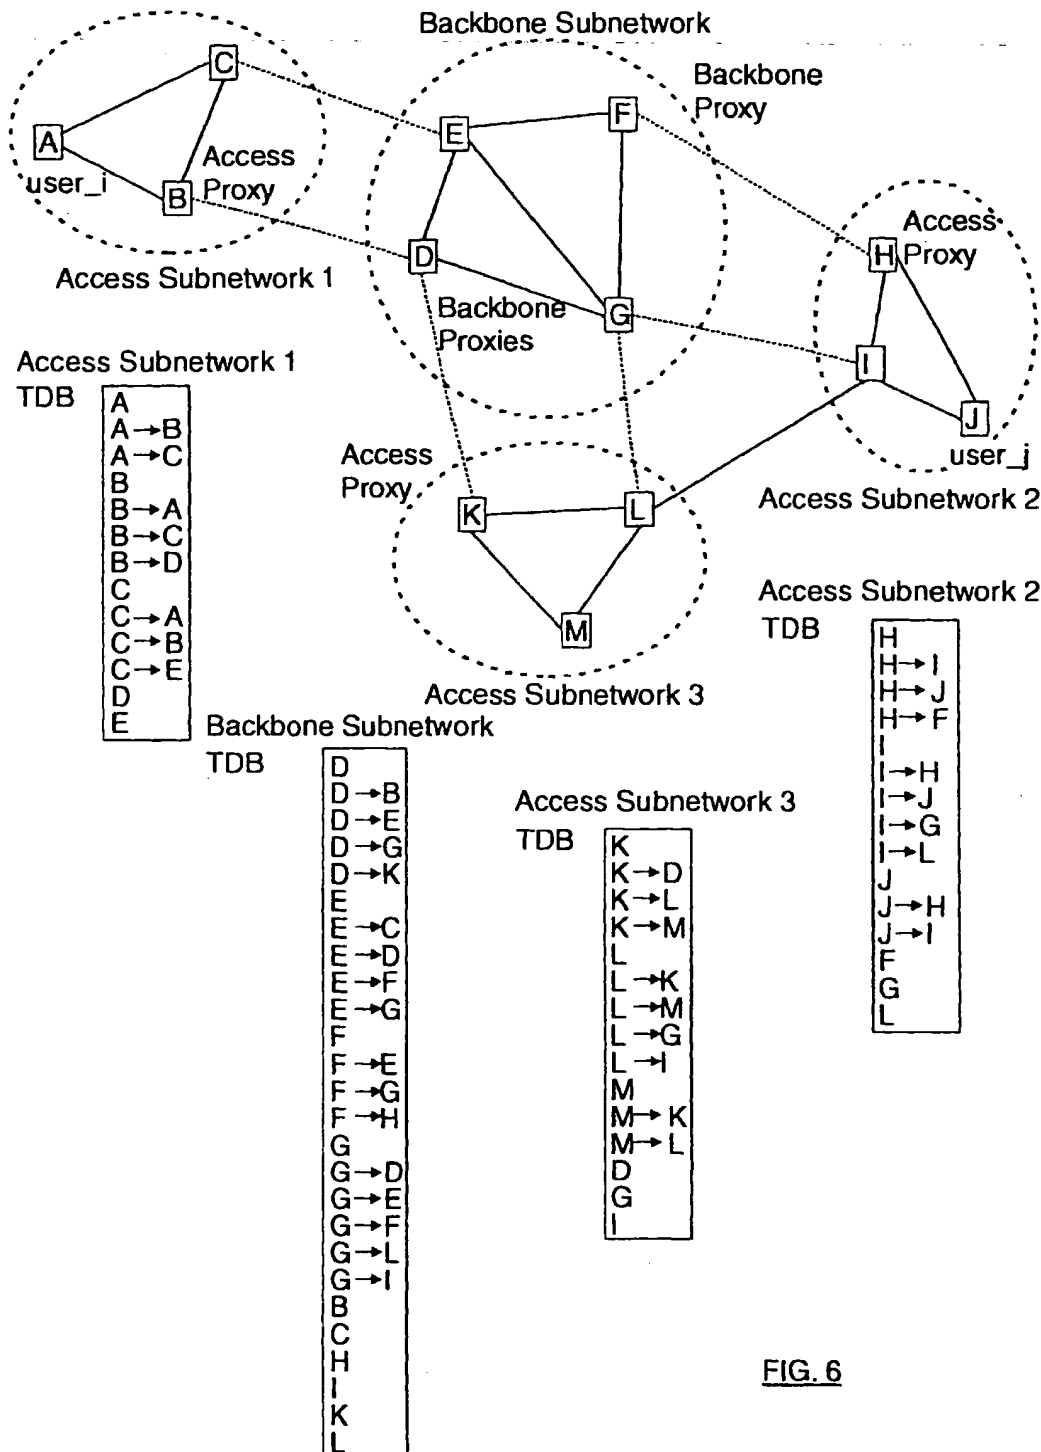 Backbone Subnetwork
C
Backbone
Proxy
F
E
A
user_i
Access
Proxy
B
Access
Proxy
H
D
Access Subnetwork 1
Backbone
Proxies
G
I
J
user_j
Access Subnetwork 2
Access
Proxy
K
L
M
Access Subnetwork 3
Access Subnetwork 1
TDB
A
A→B
A→C
B
B→A
B→C
B→D
C
C→A
C→B
C→E
D
E
Backbone Subnetwork
TDB
D
D→B
D→E
D→G
D→K
E
E→C
E→D
E→F
E→G
F
F→E
F→G
F→H
G
G→D
G→E
G→F
G→L
G→I
B
C
H
I
K
L
Access Subnetwork 3
TDB
K
K→D
K→L
K→M
L
L→K
L→M
L→G
L→I
M
M→K
M→L
D
G
I
Access Subnetwork 2
TDB
H
H→I
H→J
H→F
I
I→H
I→J
I→G
I→L
J
J→H
J→I
F
G
L
FIG. 6